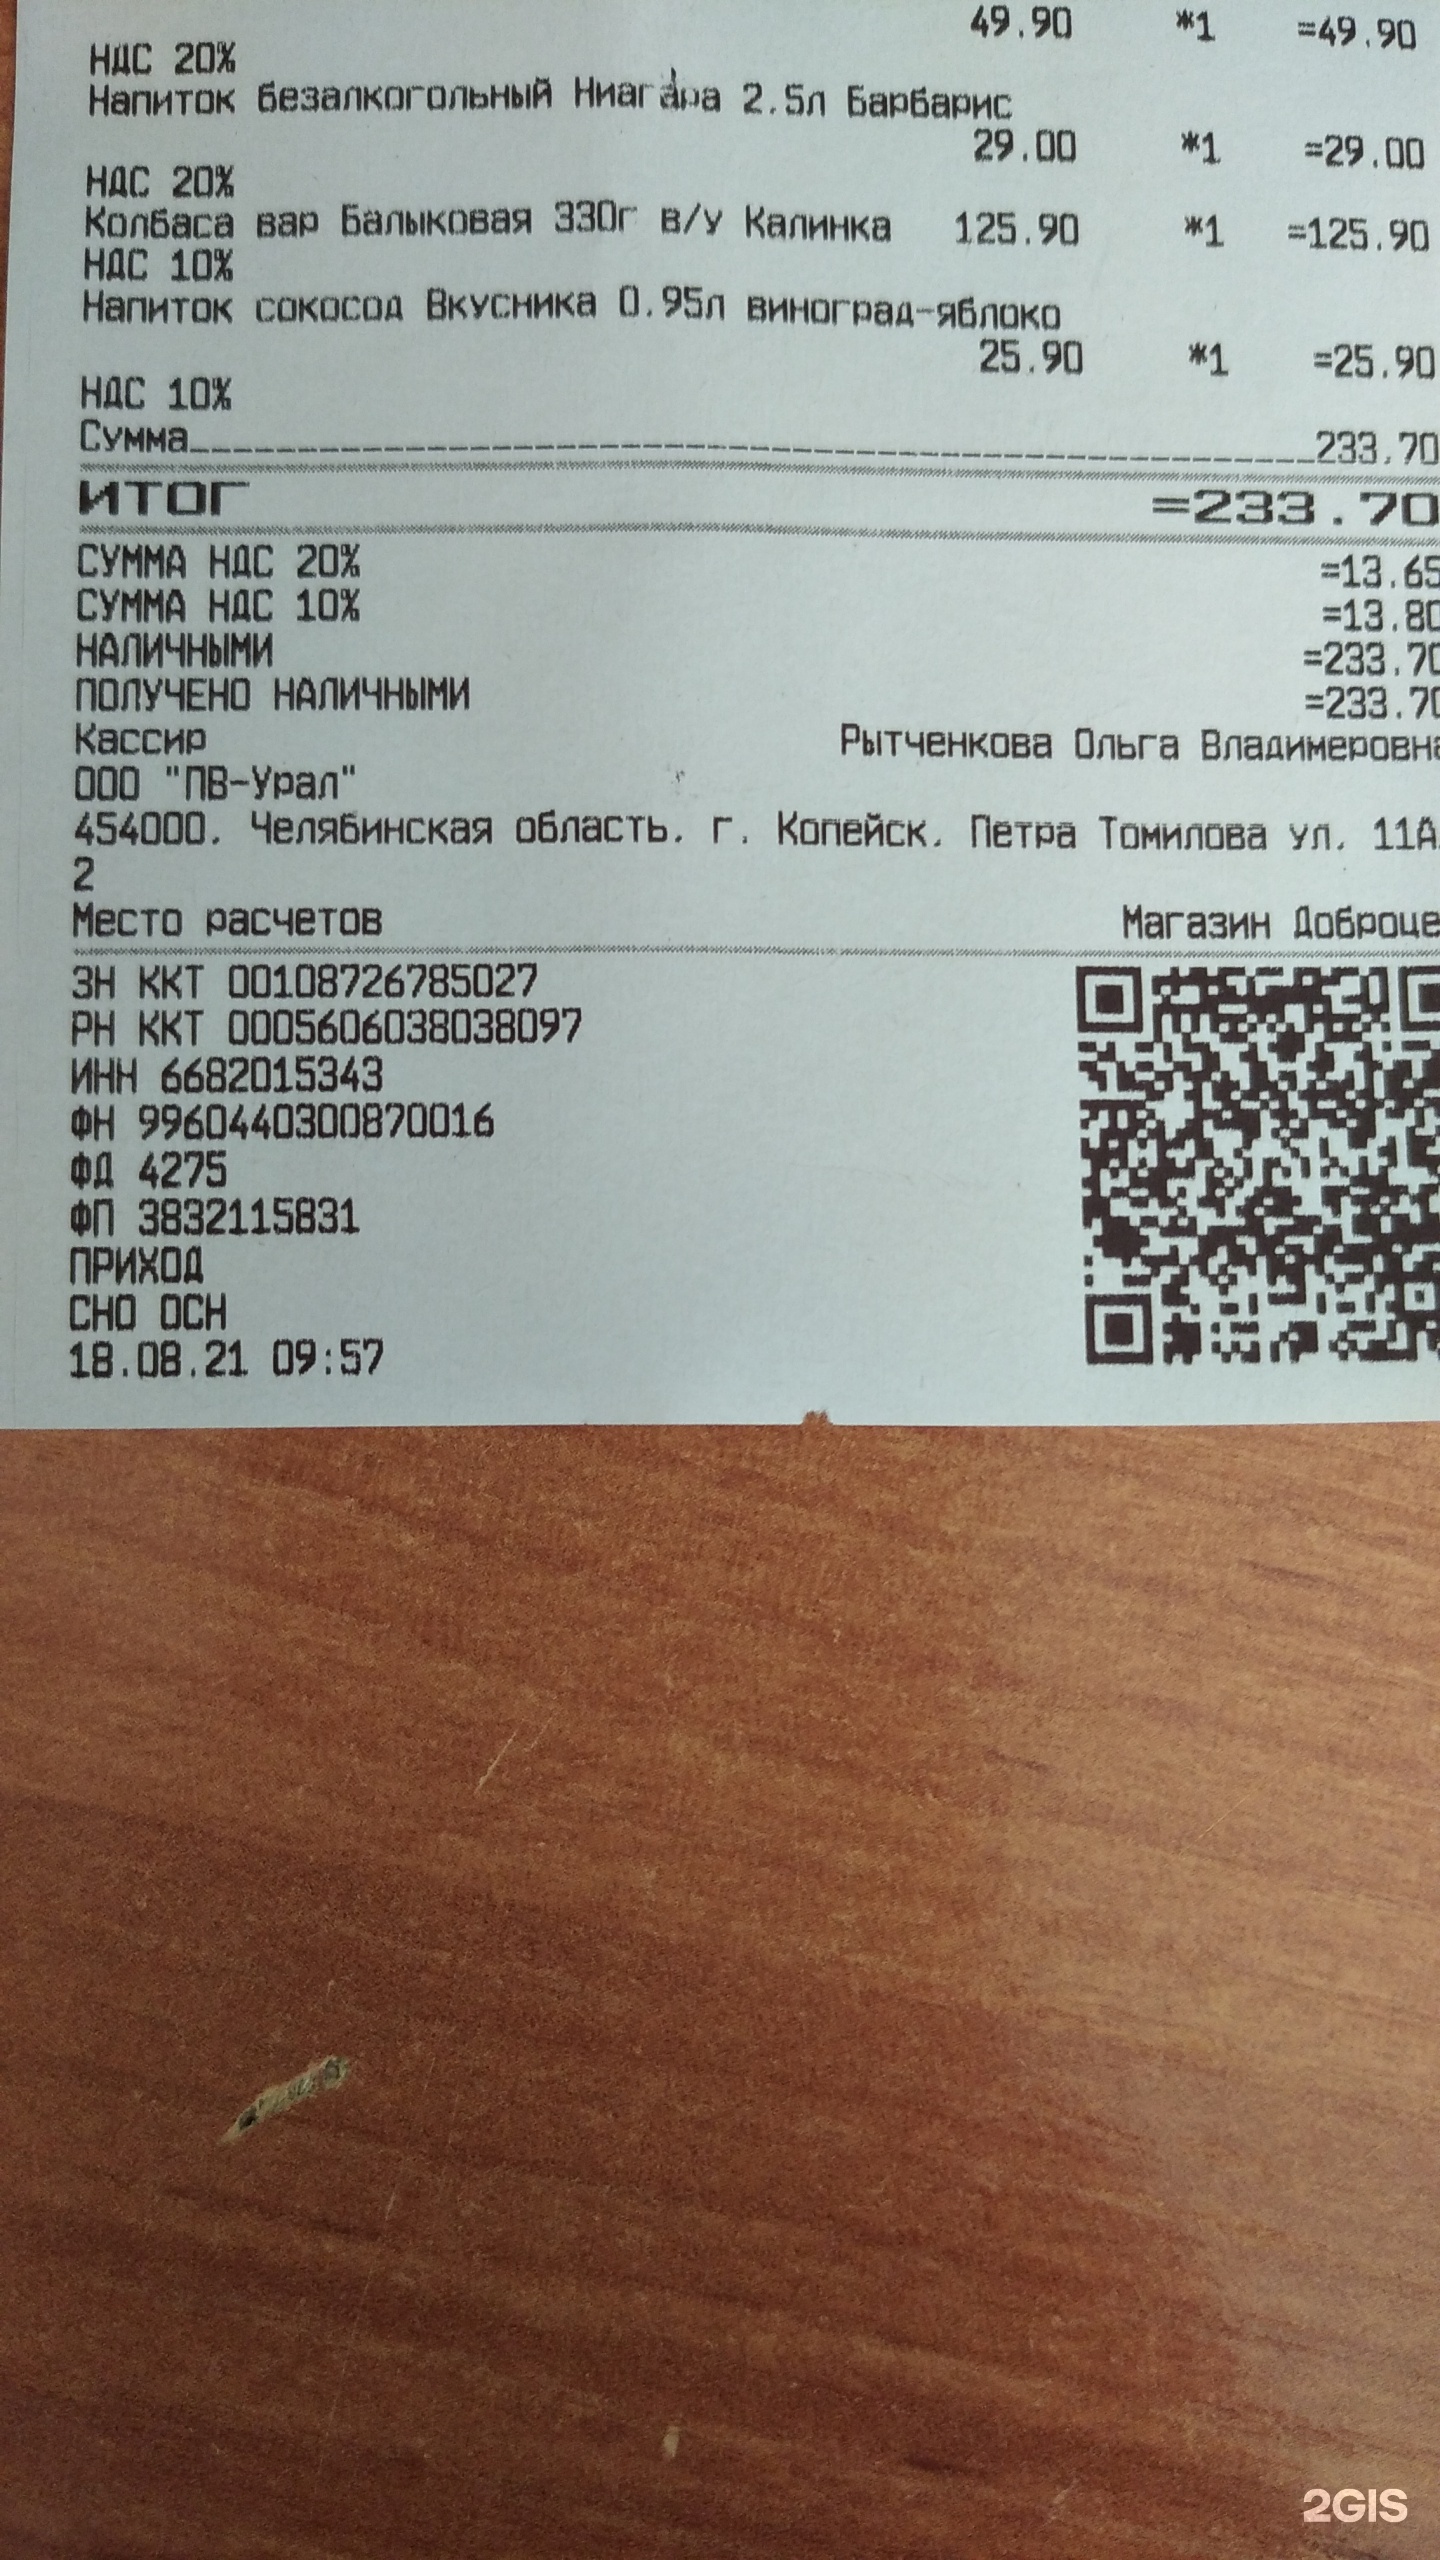 49.90 *1 =49.90
НДС 20%
Напиток безалкогольный Ниагара 2.5л Барбарис
29.00 *1 =29.00
НДС 20%
Колбаса вар Балыковая 330г в/у Калинка 125.90 *1 =125.90
НДС 10%
Напиток сокосод Вкусника 0.95л виноград-яблоко
25.90 *1 =25.90
НДС 10%
Сумма 233.70
ИТОГ =233.70
СУММА НДС 20% =13.65
СУММА НДС 10% =13.80
НАЛИЧНЫМИ =233.70
ПОЛУЧЕНО НАЛИЧНЫМИ =233.70
Кассир Рытченкова Ольга Владимеровна
ООО "ПВ-Урал"
454000, Челябинская область, г. Копейск, Петра Томилова ул, 11А,
2
Место расчетов Магазин Доброце
ЗН ККТ 00108726785027
РН ККТ 0005606038038097
ИНН 6682015343
ФН 9960440300870016
ФД 4275
ФП 3832115831
ПРИХОД
СНО ОСН
18.08.21 09:57
2GIS